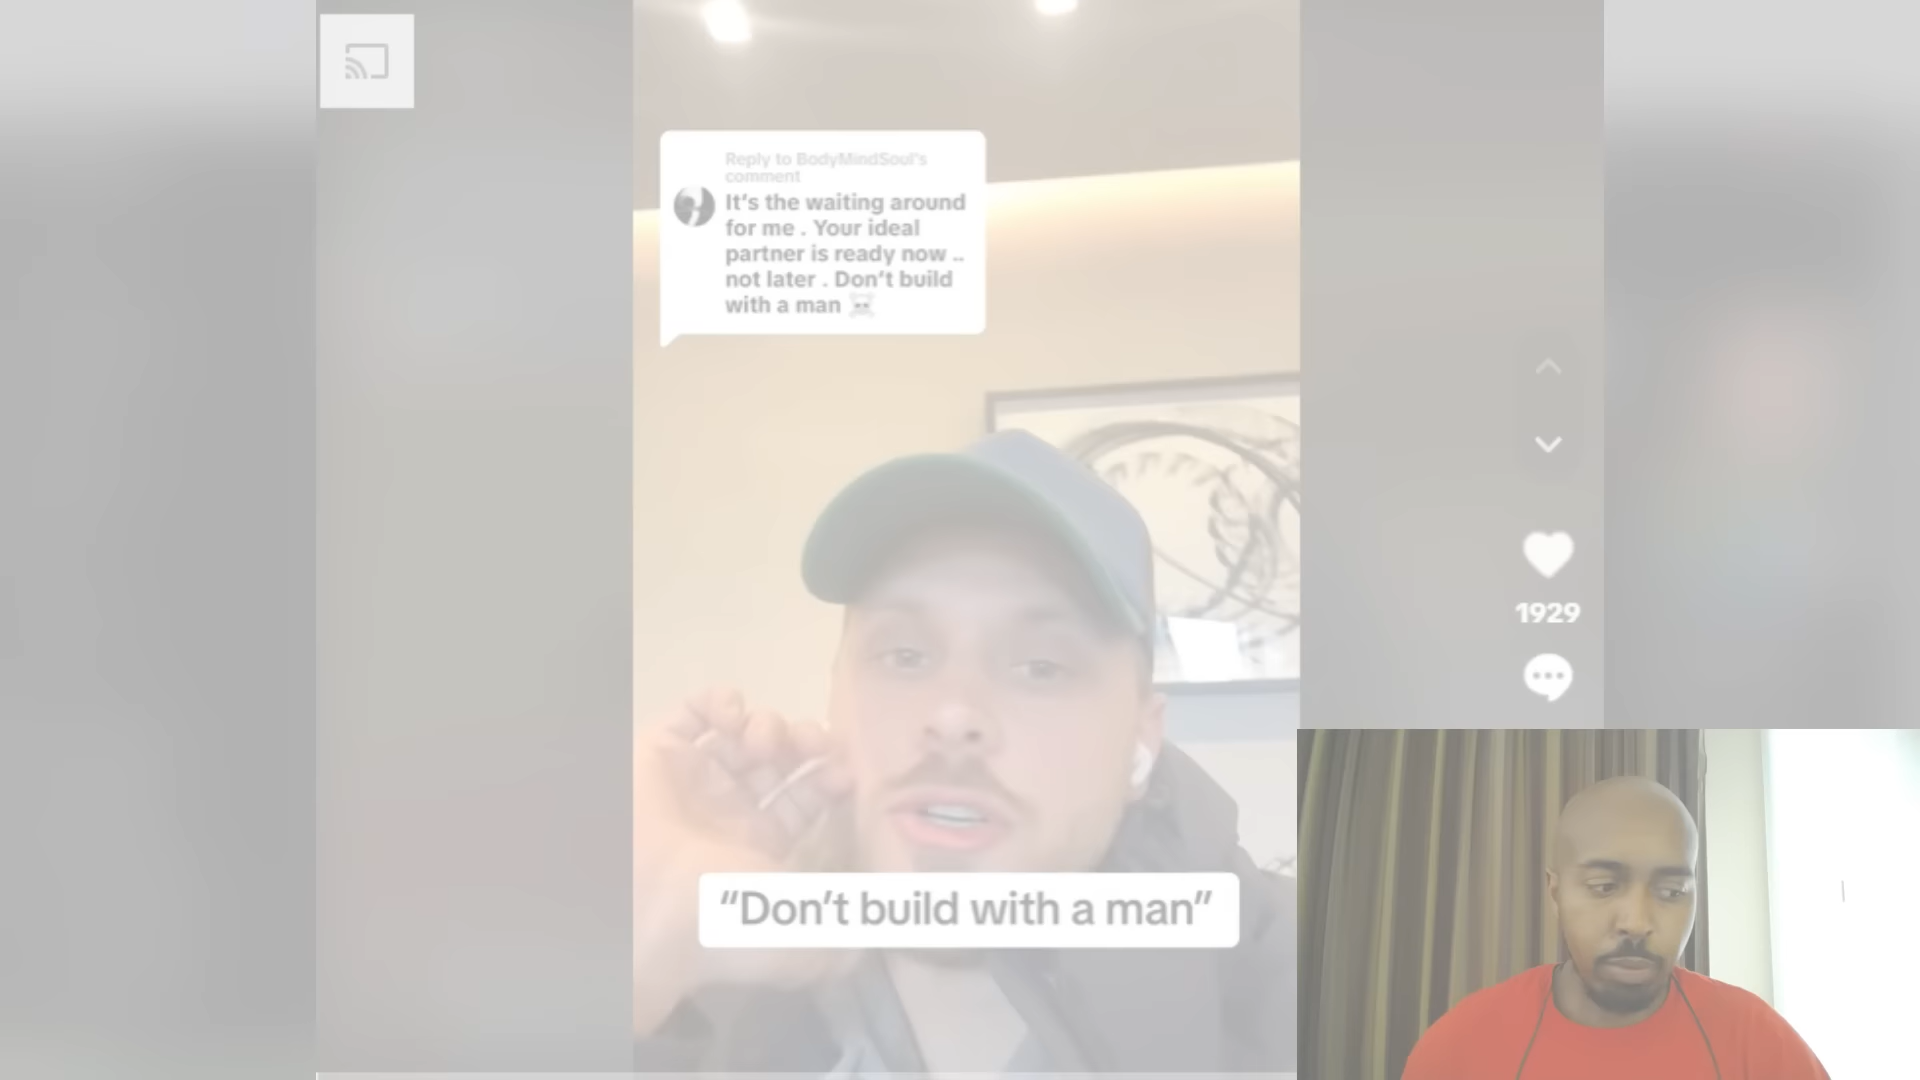 Reply to BodyMindSoul's
comment
It's the waiting around
for me . Your ideal
partner is ready now ..
not later . Don't build
with a man ☠️
1929
"Don't build with a man"